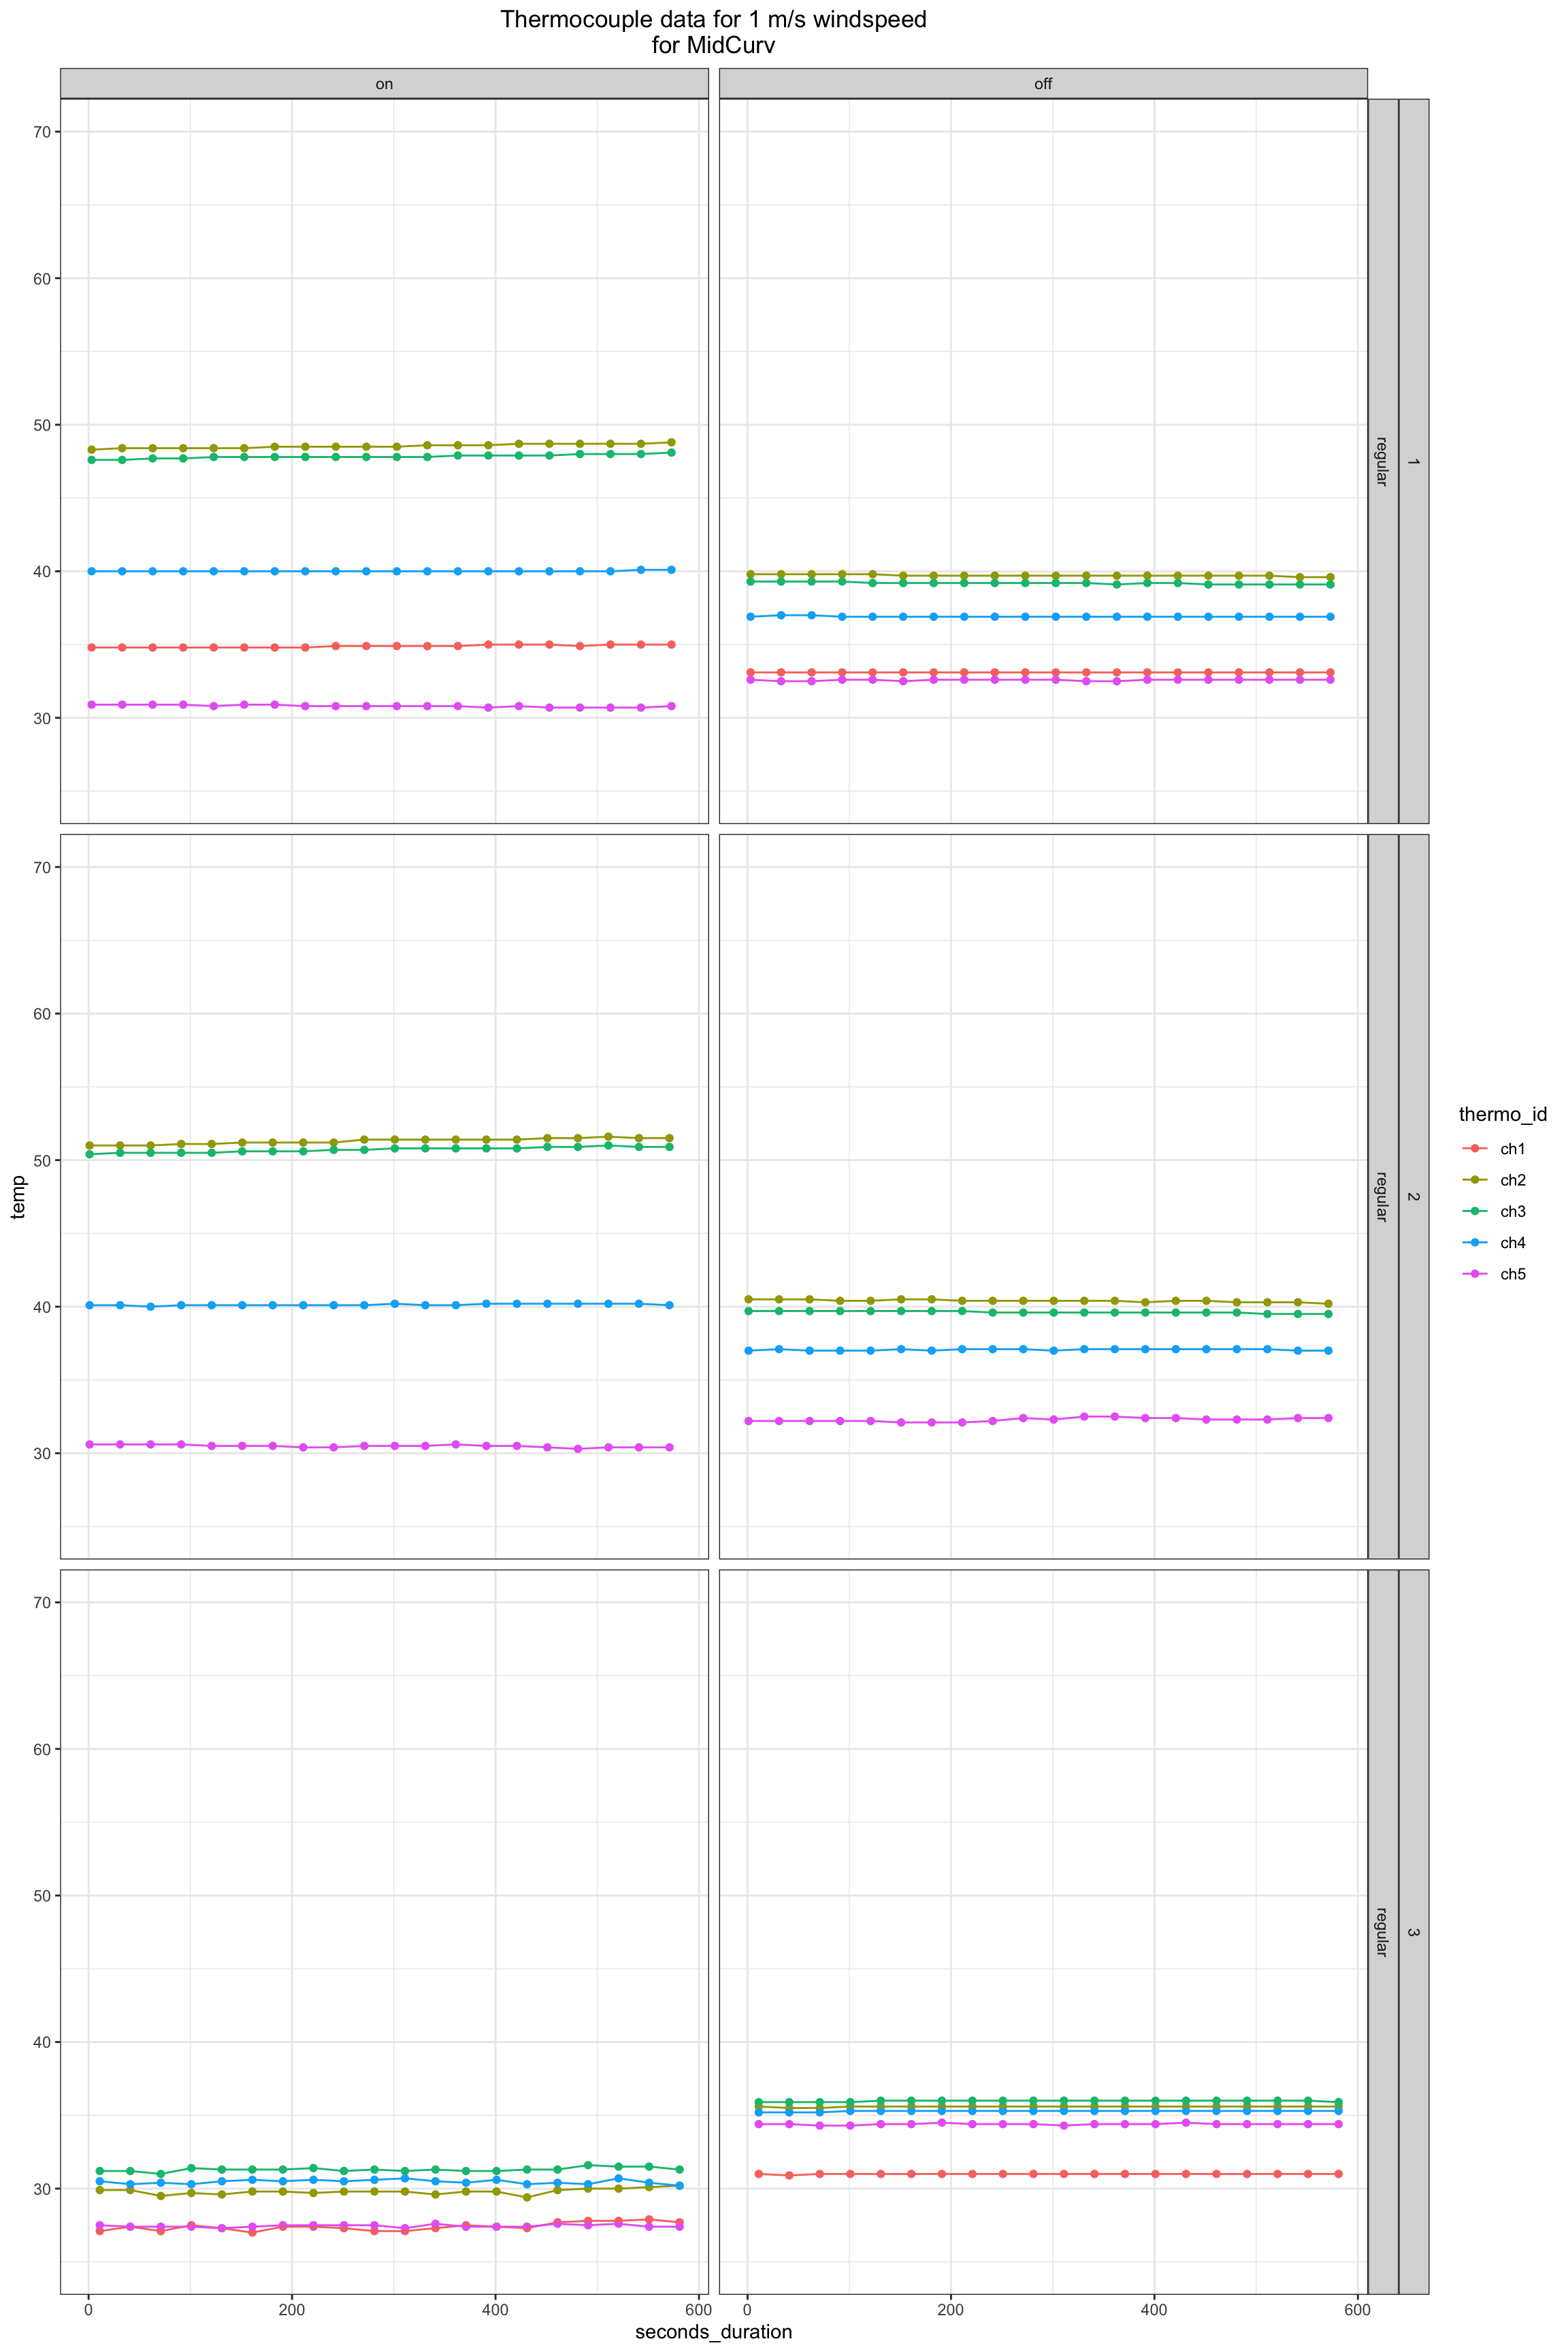 Thermocouple data for 1 m/s windspeed
for MidCurv
on
off
70
60
50
40
30
regular
1
70
60
50
40
30
regular
2
temp
thermo_id
ch1
ch2
ch3
ch4
ch5
70
60
50
40
30
regular
3
0
200
400
600
0
200
400
600
seconds_duration